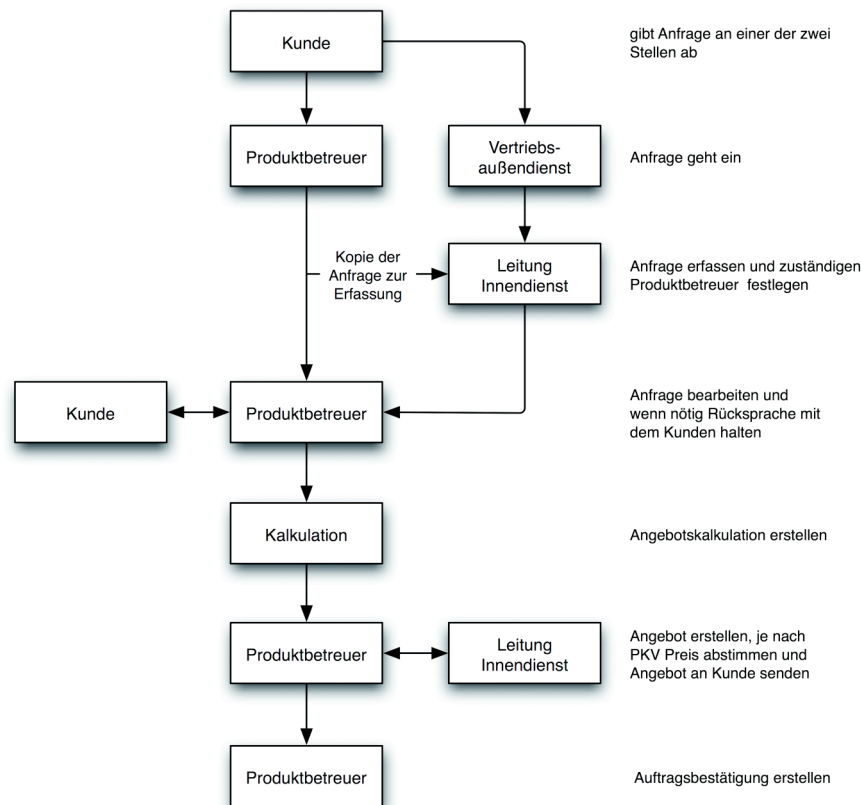 Kunde
gibt Anfrage an einer der zwei
Stellen ab
Produktbetreuer
Vertriebs-
außendienst
Anfrage geht ein
Kopie der
Anfrage zur
Erfassung
Leitung
Innendienst
Anfrage erfassen und zuständigen
Produktbetreuer festlegen
Kunde
Produktbetreuer
Anfrage bearbeiten und
wenn nötig Rücksprache mit
dem Kunden halten
Kalkulation
Angebotskalkulation erstellen
Produktbetreuer
Leitung
Innendienst
Angebot erstellen, je nach
PKV Preis abstimmen und
Angebot an Kunde senden
Produktbetreuer
Auftragsbestätigung erstellen